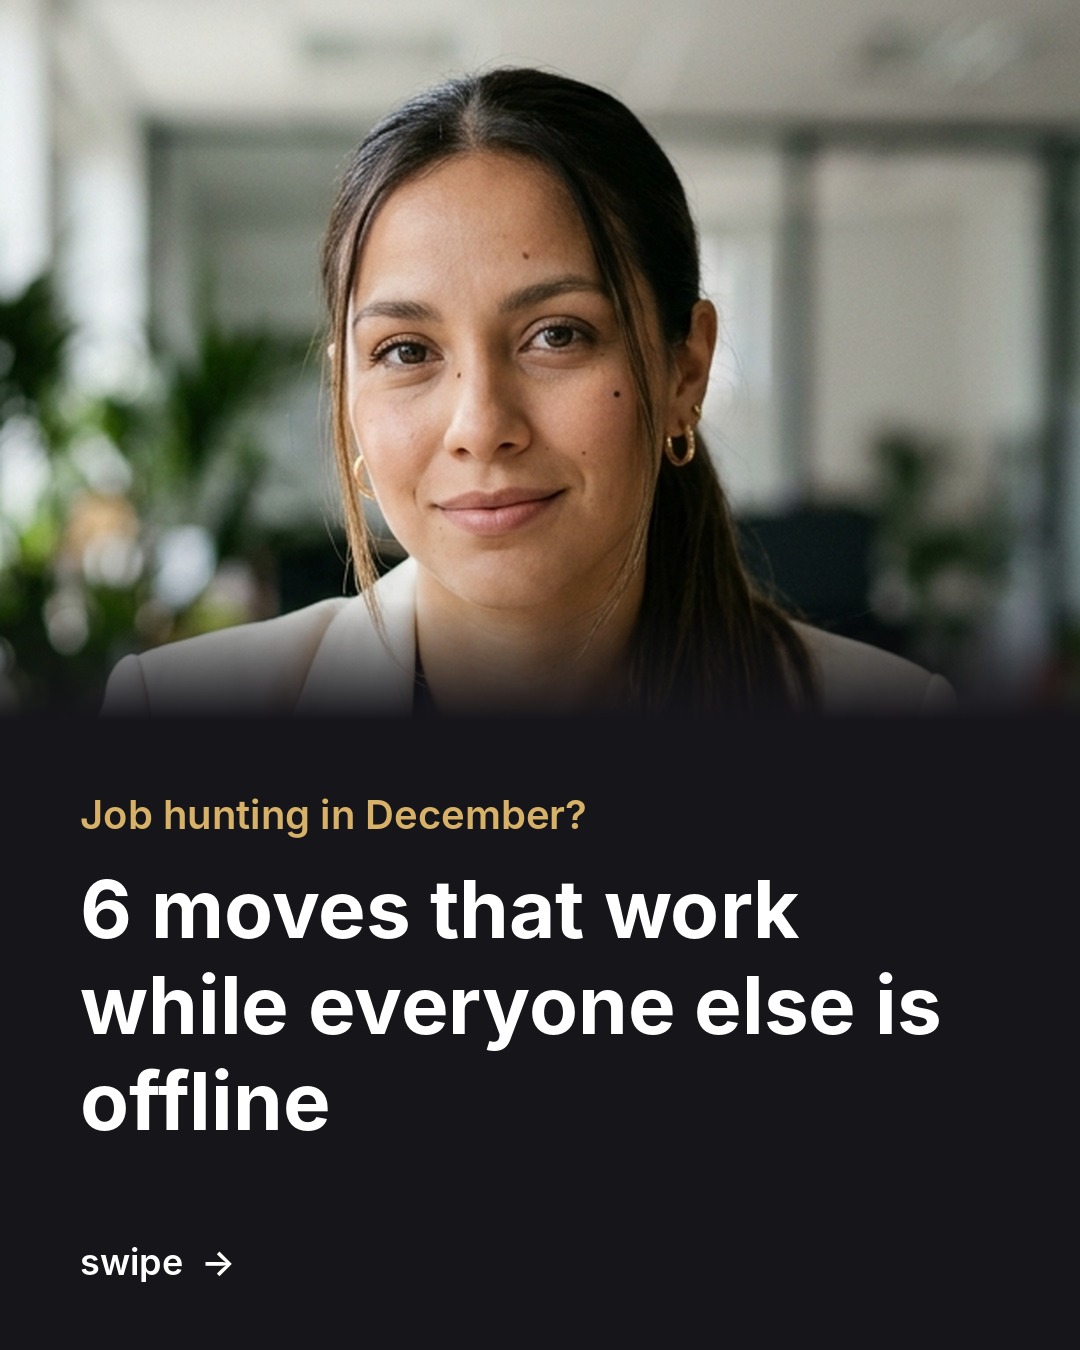 Job hunting in December?
6 moves that work
while everyone else is
offline
swipe →